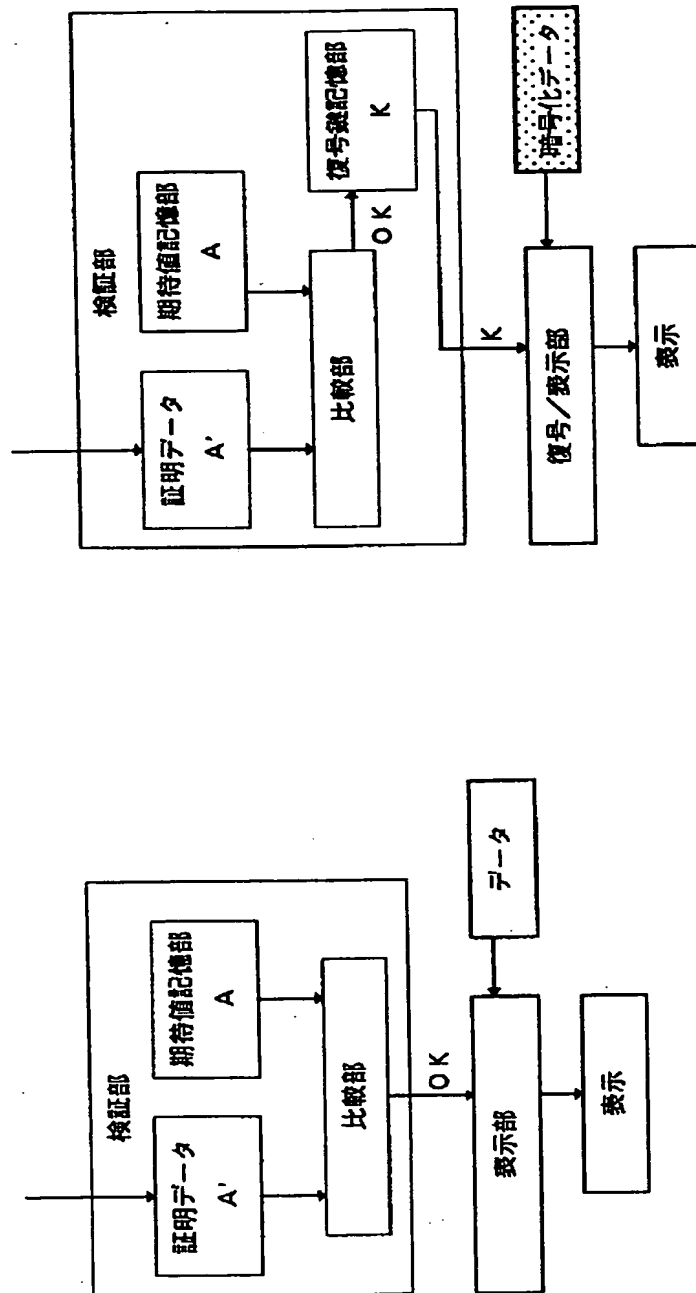 検証部
証明データ
A'
期待値記憶部
A
比較部
OK
データ
表示部
表示
検証部
証明データ
A'
期待値記憶部
A
比較部
OK
復号鍵記憶部
K
K
暗号化データ
復号／表示部
表示